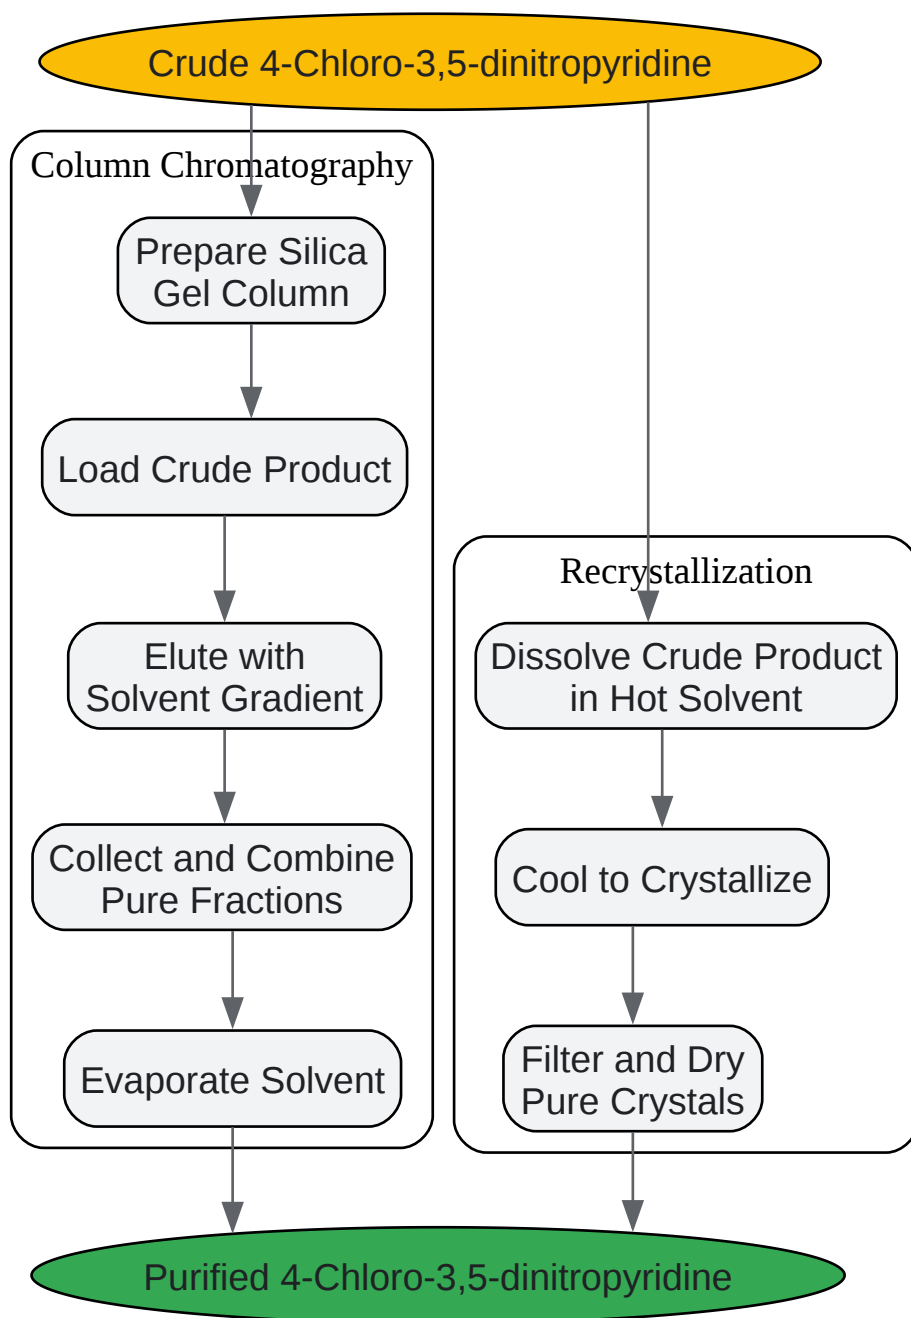 Crude 4-Chloro-3,5-dinitropyridine
Column Chromatography
Prepare Silica
Gel Column
Load Crude Product
Elute with
Solvent Gradient
Collect and Combine
Pure Fractions
Evaporate Solvent
Recrystallization
Dissolve Crude Product
in Hot Solvent
Cool to Crystallize
Filter and Dry
Pure Crystals
Purified 4-Chloro-3,5-dinitropyridine